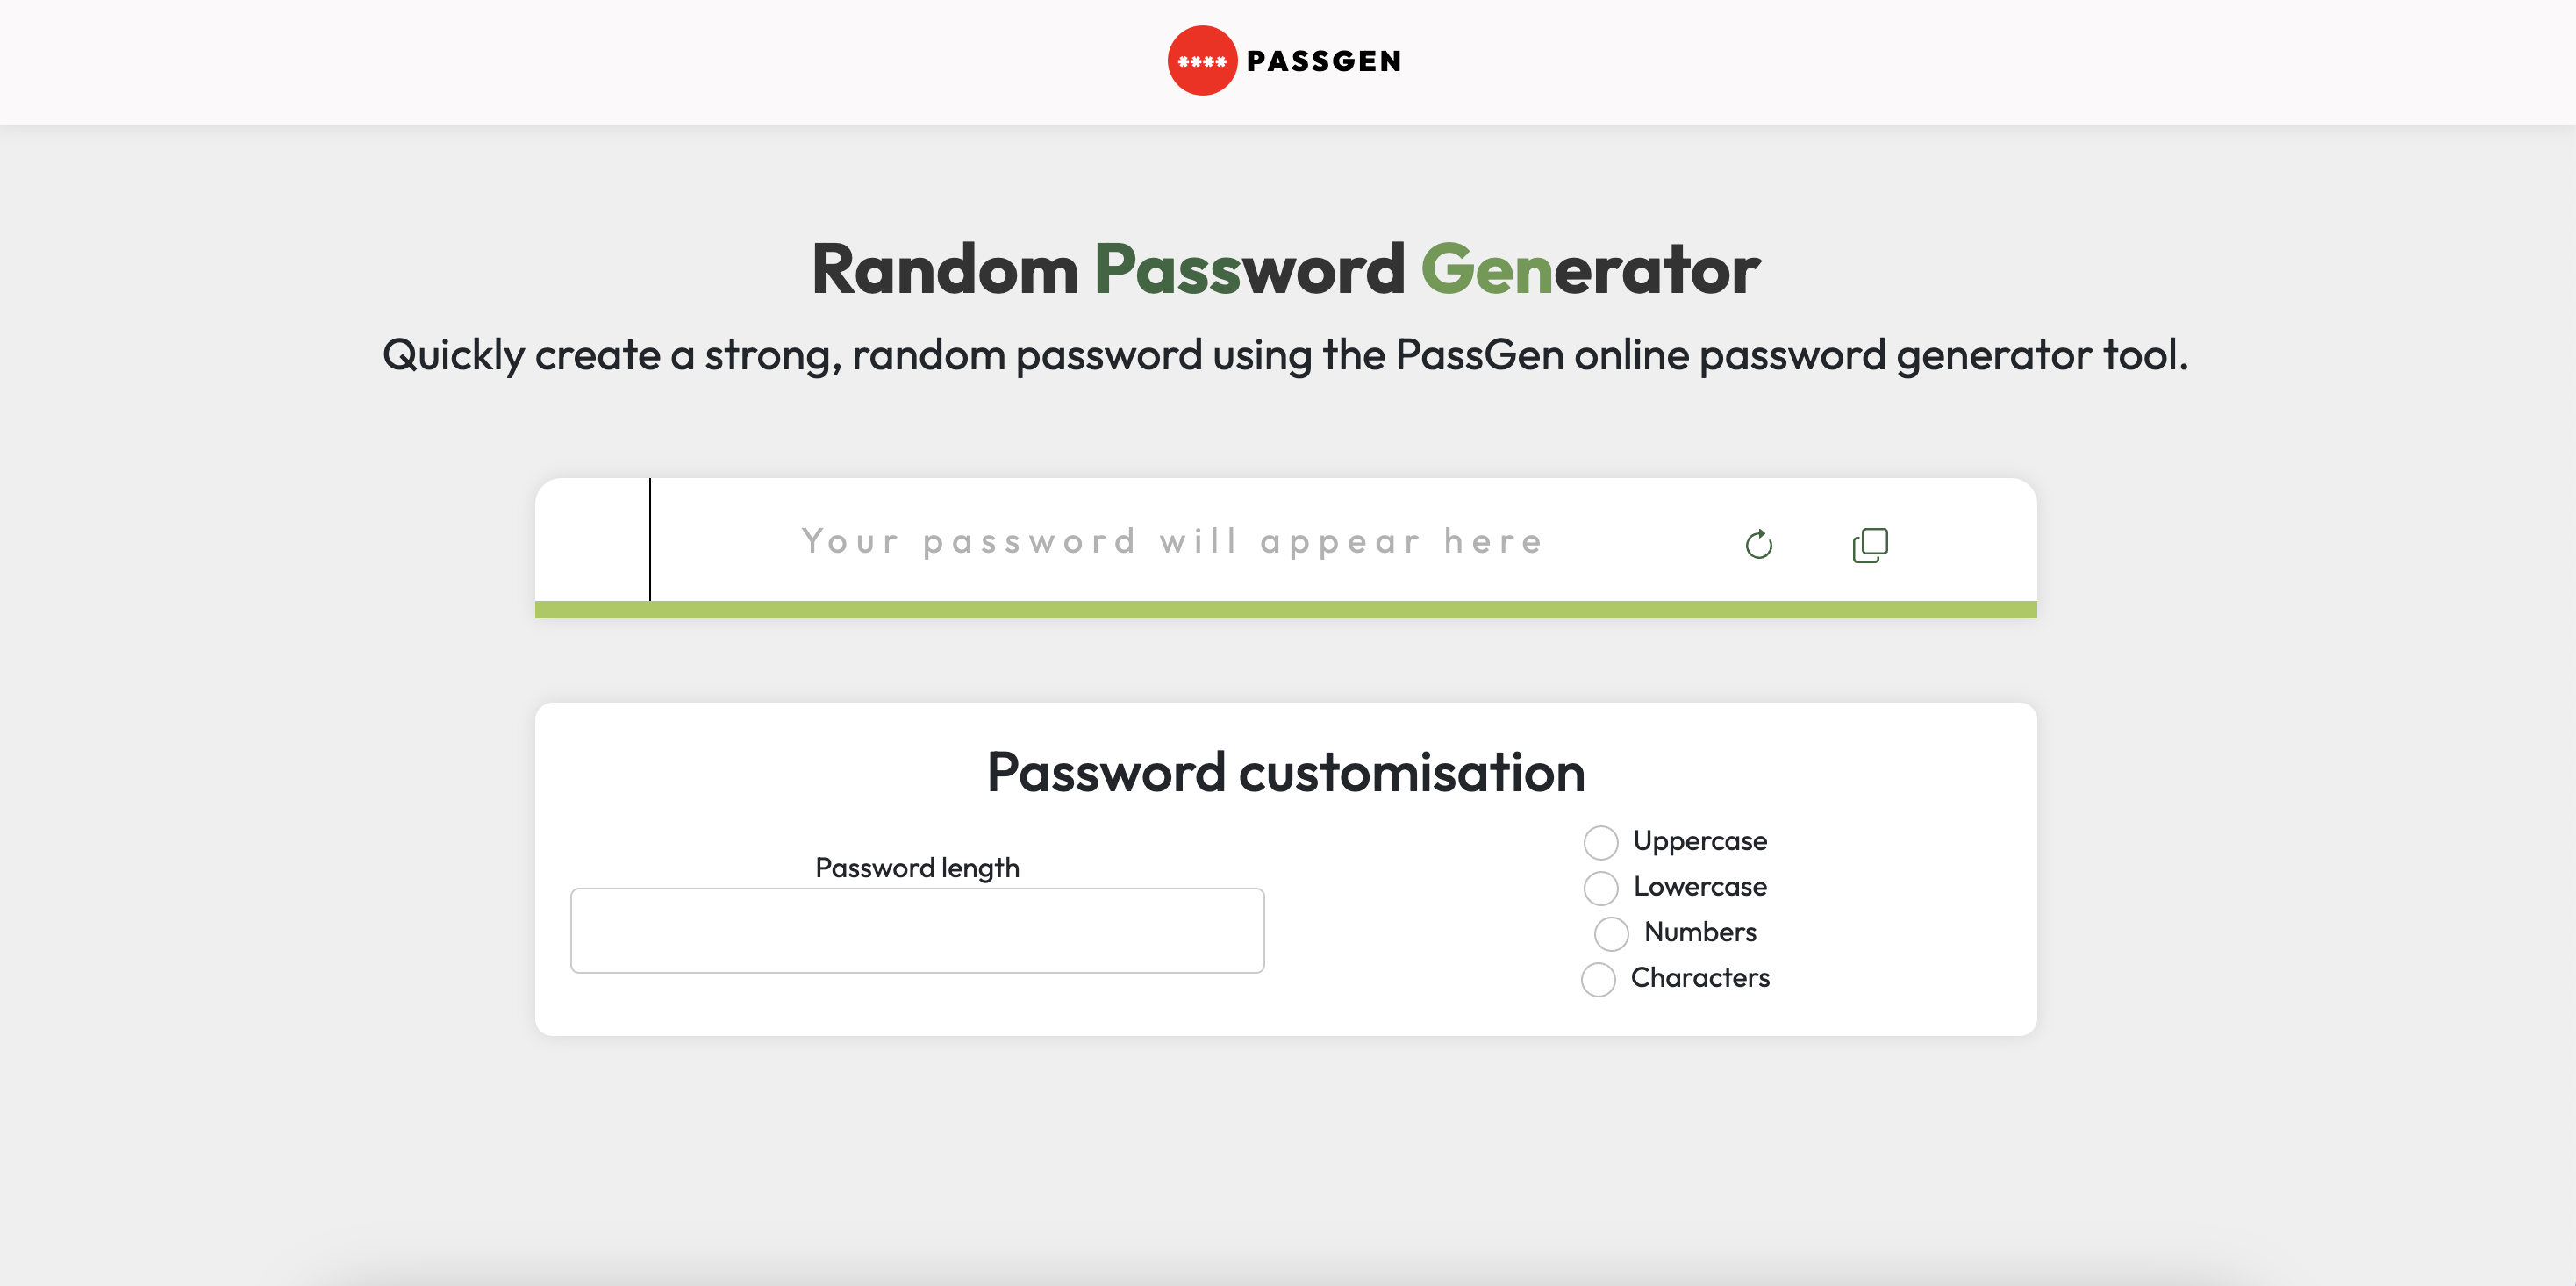 **** PASSGEN
Random Password Generator
Quickly create a strong, random password using the PassGen online password generator tool.
Your password will appear here
Password customisation
Password length
Uppercase
Lowercase
Numbers
Characters